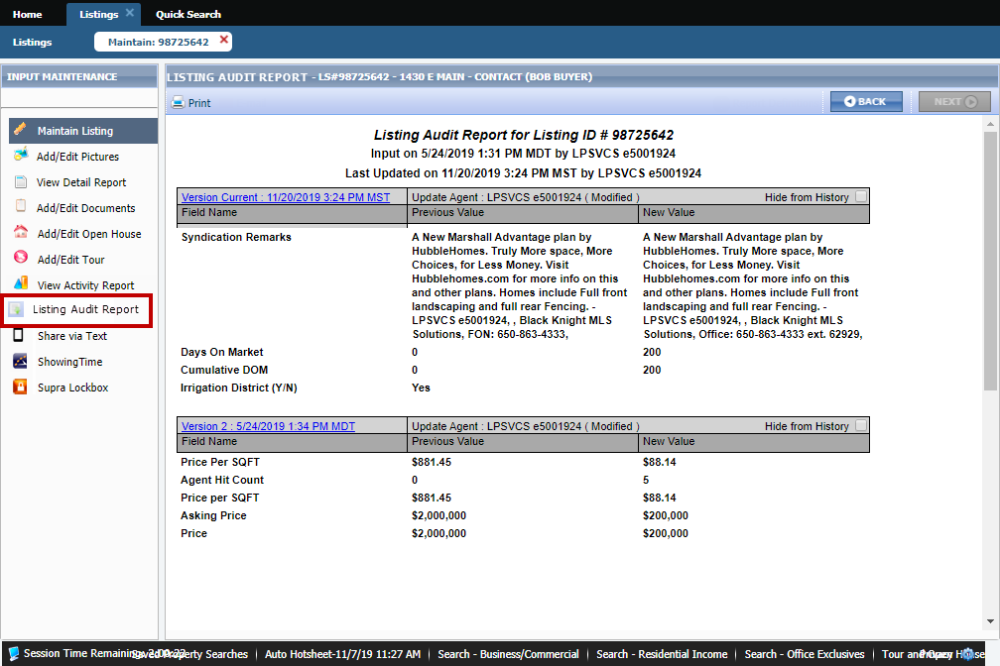 Home Listings Quick Search
Listings Maintain: 98725642
INPUT MAINTENANCE
Maintain Listing
Add/Edit Pictures
View Detail Report
Add/Edit Documents
Add/Edit Open House
Add/Edit Tour
View Activity Report
Listing Audit Report
Share via Text
ShowingTime
Supra Lockbox
LISTING AUDIT REPORT - LS#98725642 - 1430 E MAIN - CONTACT (BOB BUYER)
Print BACK NEXT
Listing Audit Report for Listing ID # 98725642
Input on 5/24/2019 1:31 PM MDT by LPSVCS e5001924
Last Updated on 11/20/2019 3:24 PM MST by LPSVCS e5001924
Version Current : 11/20/2019 3:24 PM MST Update Agent : LPSVCS e5001924 ( Modified ) Hide from History
Field Name Previous Value New Value
Syndication Remarks
A New Marshall Advantage plan by
HubbleHomes. Truly More space, More
Choices, for Less Money. Visit
Hubblehomes.com for more info on this
and other plans. Homes include Full front
landscaping and full rear Fencing. -
LPSVCS e5001924, , Black Knight MLS
Solutions, FON: 650-863-4333,
A New Marshall Advantage plan by
HubbleHomes. Truly More space, More
Choices, for Less Money. Visit
Hubblehomes.com for more info on this
and other plans. Homes include Full front
landscaping and full rear Fencing. -
LPSVCS e5001924, , Black Knight MLS
Solutions, Office: 650-863-4333 ext. 62929,
Days On Market 0 200
Cumulative DOM 0 200
Irrigation District (Y/N) Yes
Version 2 : 5/24/2019 1:34 PM MDT Update Agent : LPSVCS e5001924 ( Modified ) Hide from History
Field Name Previous Value New Value
Price Per SQFT $881.45 $88.14
Agent Hit Count 0 5
Price per SQFT $881.45 $88.14
Asking Price $2,000,000 $200,000
Price $2,000,000 $200,000
Session Time Remaining: Saved Property Searches | Auto Hotsheet-11/7/19 11:27 AM | Search - Business/Commercial | Search - Residential Income | Search - Office Exclusives | Tour and Open House